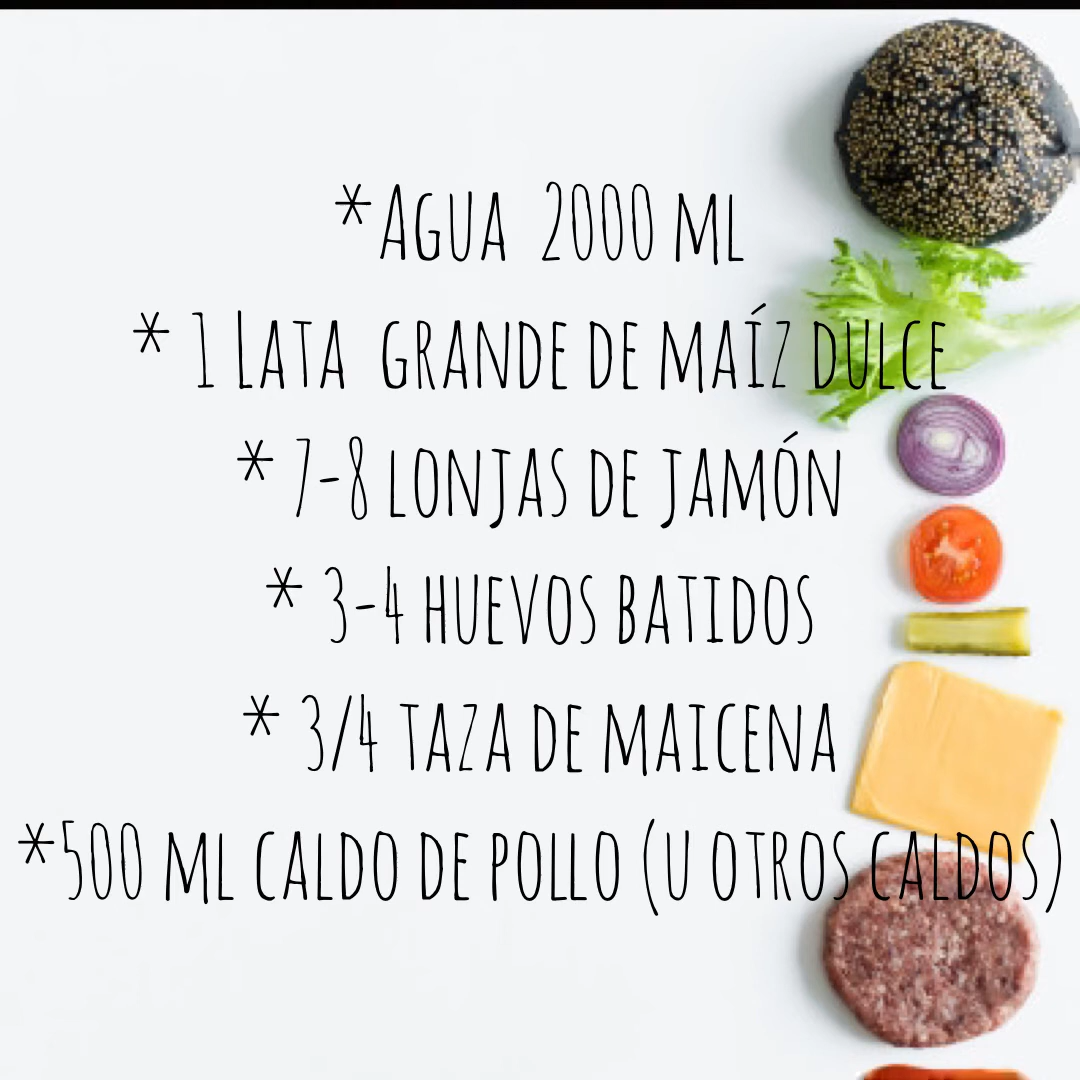 *Agua 2000 ml
* 1 Lata grande de maíz dulce
* 7-8 lonjas de jamón
* 3-4 huevos batidos
* 3/4 taza de maicena
*500 ml caldo de pollo (u otros caldos)